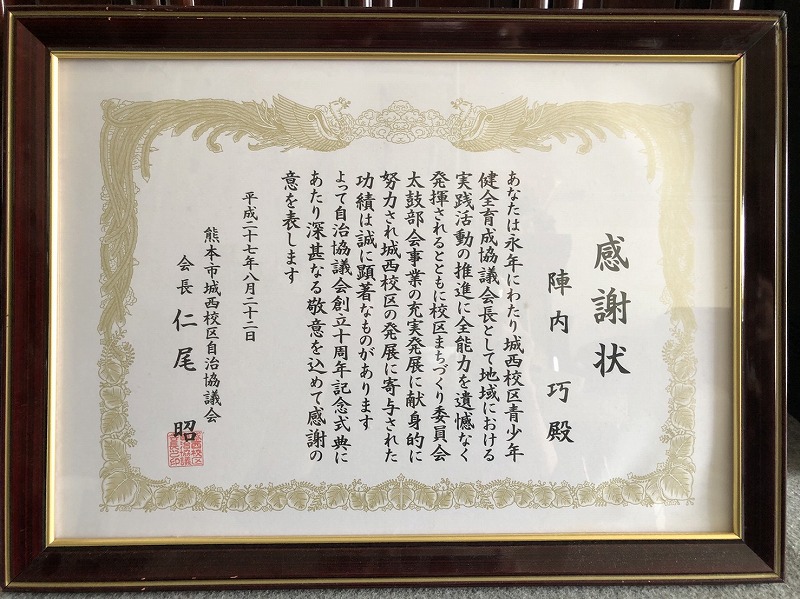 感謝状
陣内 巧殿
あなたは永年にわたり城西校区青少年
健全育成協議会長として地域における
実践活動の推進に全能力を遺憾なく
発揮されるとともに校区まちづくり委員会
太鼓部会事業の充実発展に献身的に
努力され城西校区の発展に寄与された
功績は誠に顕著なものがあります
よって自治協議会創立十周年記念式典に
あたり深甚なる敬意を込めて感謝の
意を表します
平成二十七年八月二十二日
熊本市城西校区自治協議会
会長 仁尾 昭